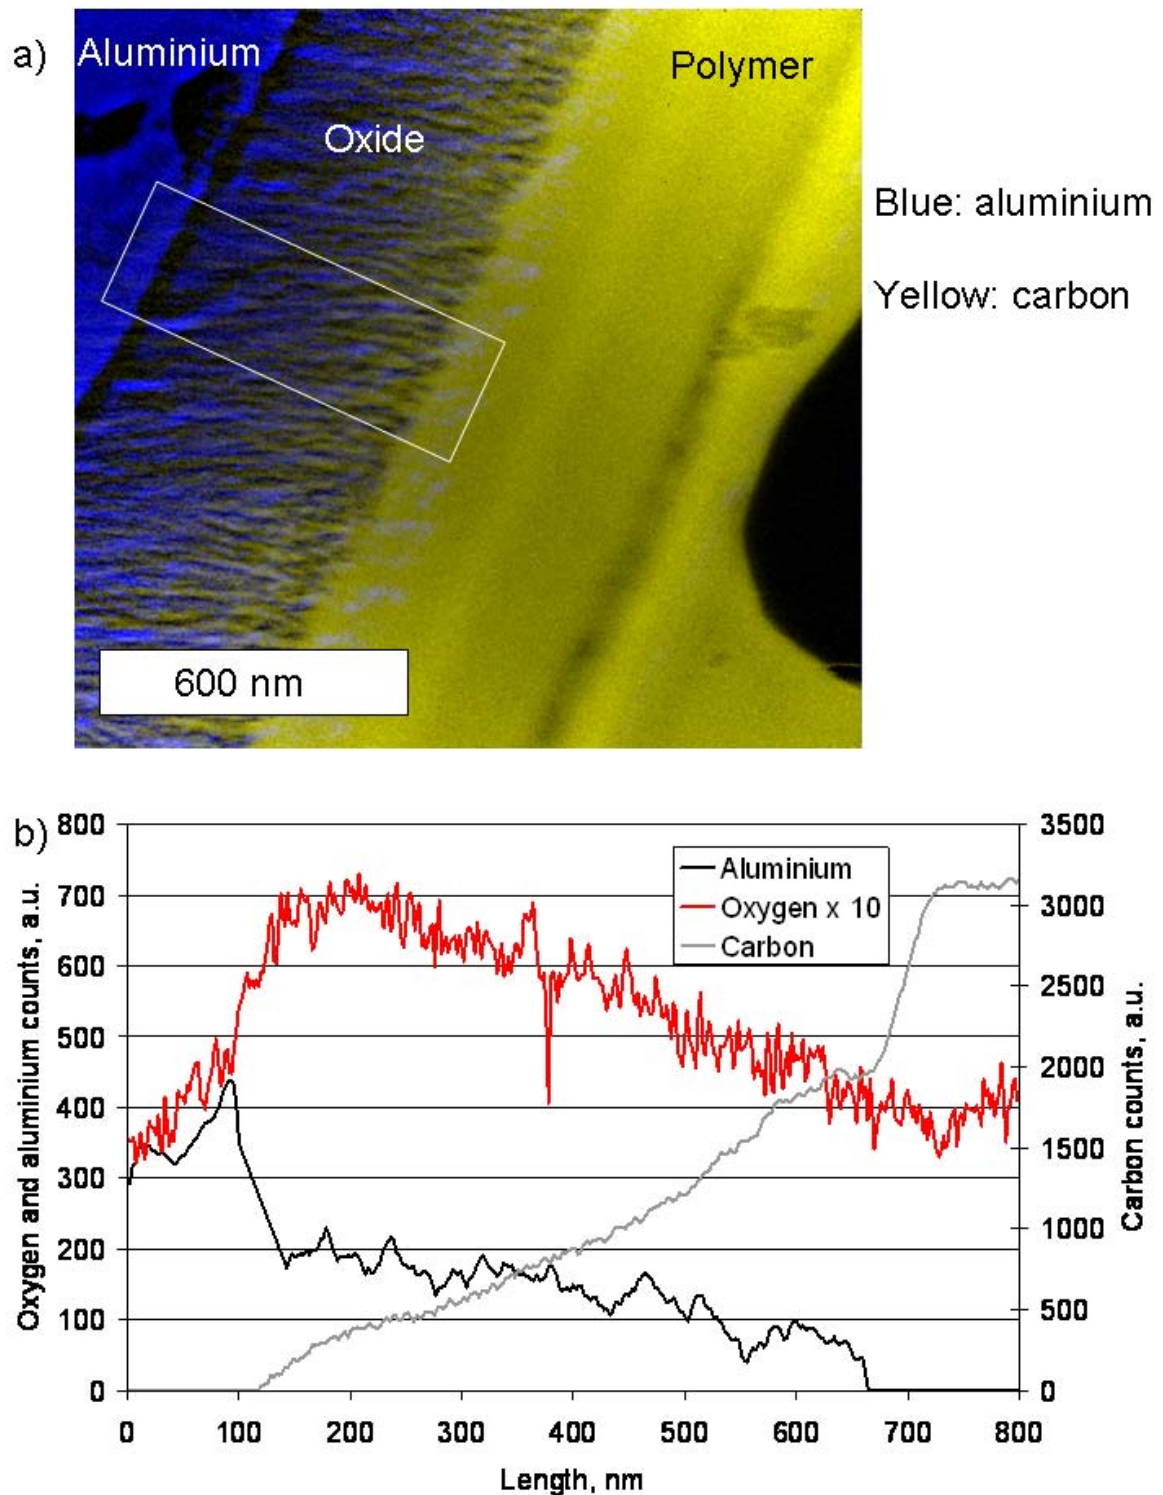 a)
Aluminium
Polymer
Oxide
Blue: aluminium
Yellow: carbon
600 nm
b)
800
700
600
500
400
300
200
100
0
Oxygen and aluminium counts, a.u.
Aluminium
Oxygen x 10
Carbon
3500
3000
2500
2000
1500
1000
500
0
Carbon counts, a.u.
0 100 200 300 400 500 600 700 800
Length, nm